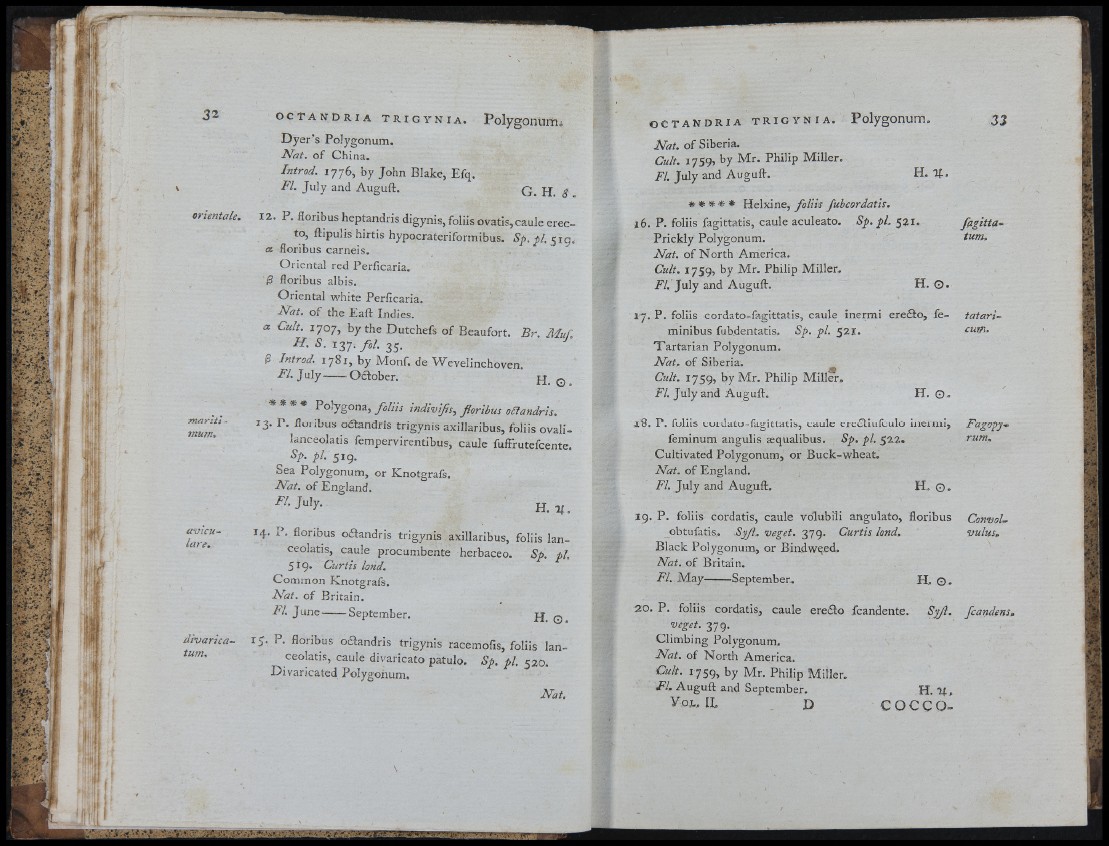 32 OCTANDRIA TRIGYNIA. Polygonum.
Dyer's Polygonum.
Nat. of China.
Introd. 1776, by John Blake, Eſq.
Fl. July and Auguſt. G. H. ♄.
orientale. 12. P. floribus heptandris digynis, foliis ovatis, caule erec-
to, ſtipulis hirtis hypocrateriformibus. Sp. pl. 519.
α floribus carneis.
Oriental red Perſicaria.
β floribus albis.
Oriental white Perſicaria.
Nat. of the Eaſt Indies.
α Cult. 1707, by the Dutcheſs of Beaufort. Br. Muſ.
H. S. 137. fol. 35.
β Introd. 1781, by Monſ. de Wevelinchoven.
Fl. July——October. H. ☉.
**** Polygona, foliis indiviſis, floribus octandris.
mariti-
mum.
13. P. floribus octandris trigynis axillaribus, foliis ovali-
lanceolatis ſempervirentibus, caule ſuffruteſcente.
Sp. pl. 519.
Sea Polygonum, or Knotgraſs.
Nat. of England.
Fl. July. H. ♃.
avicu-
lare.
14. P. floribus octandris trigynis axillaribus, foliis lan-
ceolatis, caule procumbente herbaceo. Sp. pl.
519. Curtis lond.
Common Knotgraſs.
Nat. of Britain.
Fl. June——September. H. ☉.
divarica-
tum.
15. P. floribus octandris trigynis racemoſis, foliis lan-
ceolatis, caule divaricato patulo. Sp. pl. 520.
Divaricated Polygonum.
Nat.
OCTANDRIA TRIGYNIA. Polygonum. 33
Nat. of Siberia.
Cult. 1759, by Mr. Philip Miller.
Fl. July and Auguſt. H. ♃.
***** Helxine, foliis ſubcordatis.
16. P. foliis ſagittatis, caule aculeato. Sp. pl. 521. ſagitta-
tum.
Prickly Polygonum.
Nat. of North America.
Cult. 1759, by Mr. Philip Miller.
Fl. July and Auguſt. H. ☉.
17. P. foliis cordato-ſagittatis, caule inermi erecto, ſe- tatari-
minibus ſubdentatis. Sp. pl. 521. cum.
Tartarian Polygonum.
Nat. of Siberia.
Cult. 1759, by Mr. Philip Miller.
Fl. July and Auguſt. H. ☉.
18. P. foliis cordato-ſagittatis, caule erectiuſculo inermi, Fagopy-
ſeminum angulis æqualibus. Sp. pl. 522. rum.
Cultivated Polygonum, or Buck-wheat.
Nat. of England.
Fl. July and Auguſt. H. ☉.
19. P. foliis cordatis, caule volubili angulato, floribus Convol-
obtuſatis. Syſt. veget. 379. Curtis lond. vulus.
Black Polygonum, or Bindweed.
Nat. of Britain.
Fl. May——September. H. ☉.
20. P. foliis cordatis, caule erecto ſcandente. Syſt. ſcandens.
veget. 379.
Climbing Polygonum.
Nat. of North America.
Cult. 1759, by Mr. Philip Miller.
Fl. Auguſt and September. H. ♃.
VOL. II. D COCCO-